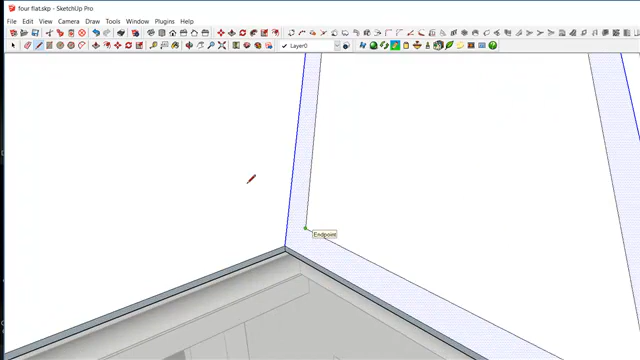 four flat.skp - SketchUp Pro
File Edit View Camera Draw Tools Window Plugins Help
Layer0
Endpoint